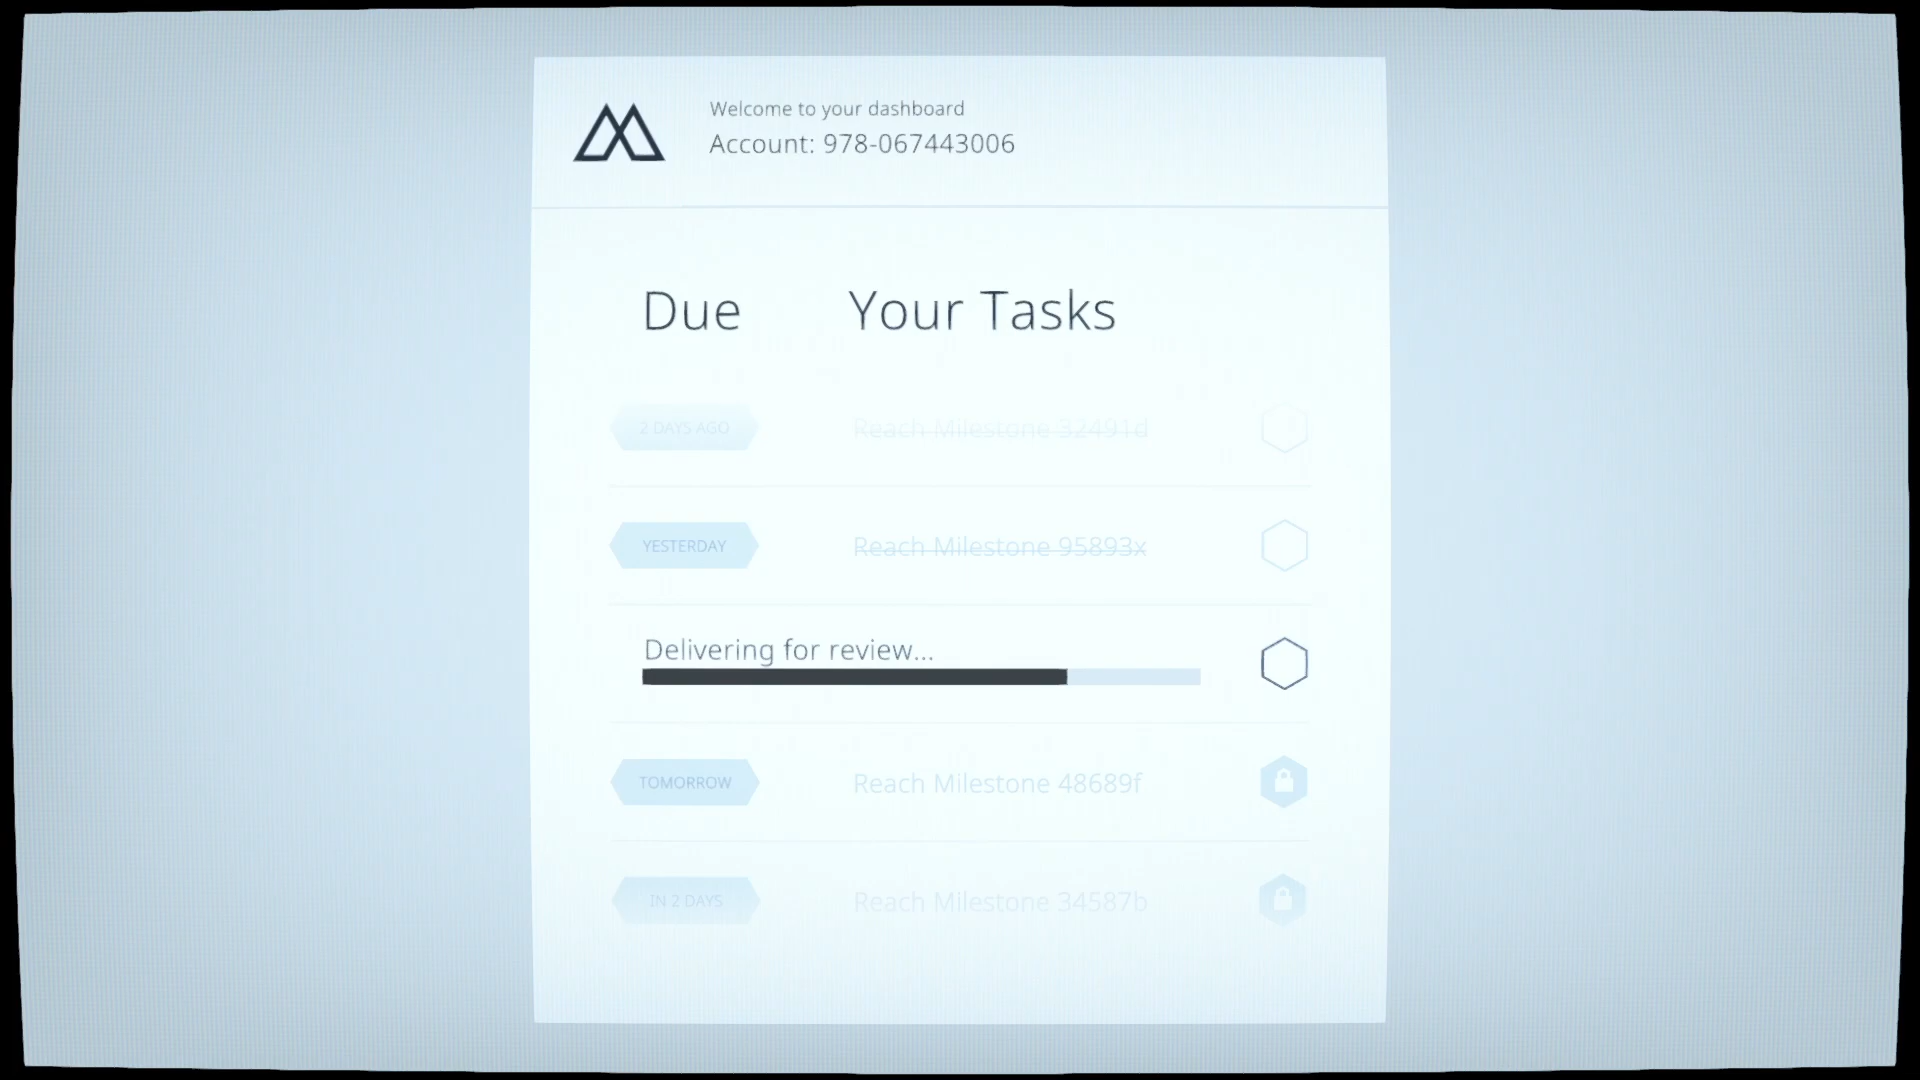 Welcome to your dashboard
Account: 978-067443006
Due Your Tasks
2 DAYS AGO Reach Milestone 32491d
YESTERDAY Reach Milestone 95893x
Delivering for review...
TOMORROW Reach Milestone 48689f
IN 2 DAYS Reach Milestone 34587b